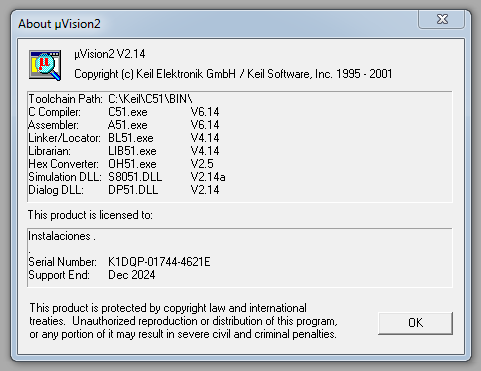 About µVision2
µVision2 V2.14
Copyright (c) Keil Elektronik GmbH / Keil Software, Inc. 1995 - 2001
Toolchain Path: C:\Keil\C51\BIN\
C Compiler: C51.exe V6.14
Assembler: A51.exe V6.14
Linker/Locator: BL51.exe V4.14
Librarian: LIB51.exe V4.14
Hex Converter: OH51.exe V2.5
Simulation DLL: S8051.DLL V2.14a
Dialog DLL: DP51.DLL V2.14
This product is licensed to:
Instalaciones .
.
Serial Number: K1DQP-01744-4621E
Support End: Dec 2024
This product is protected by copyright law and international
treaties. Unauthorized reproduction or distribution of this program,
or any portion of it may result in severe civil and criminal penalties.
OK